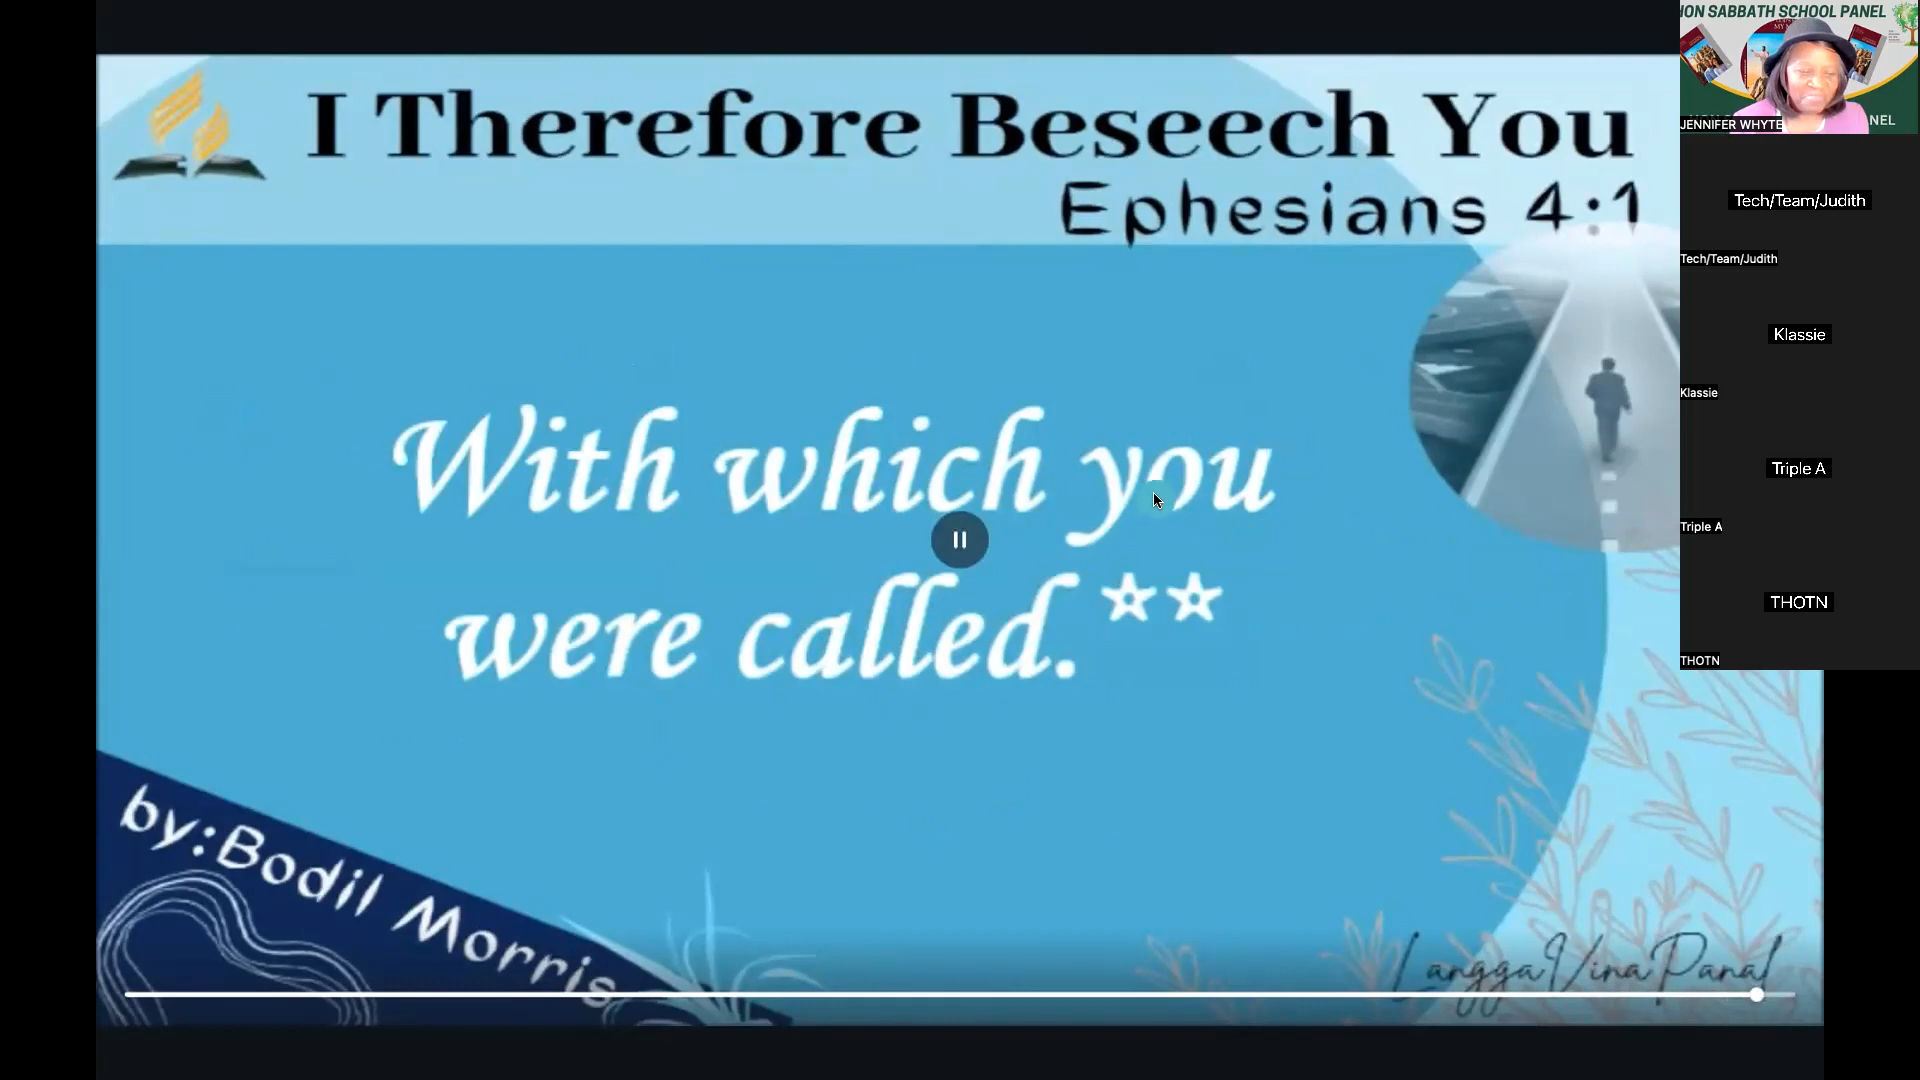 I Therefore Beseech You
Ephesians 4:1
With which you
were called.**
by:Bodil Morris
LanggaVinaPanal
ION SABBATH SCHOOL PANEL
JENNIFER WHYTE
NEL
Tech/Team/Judith
Tech/Team/Judith
Klassie
Klassie
Triple A
Triple A
THOTN
THOTN